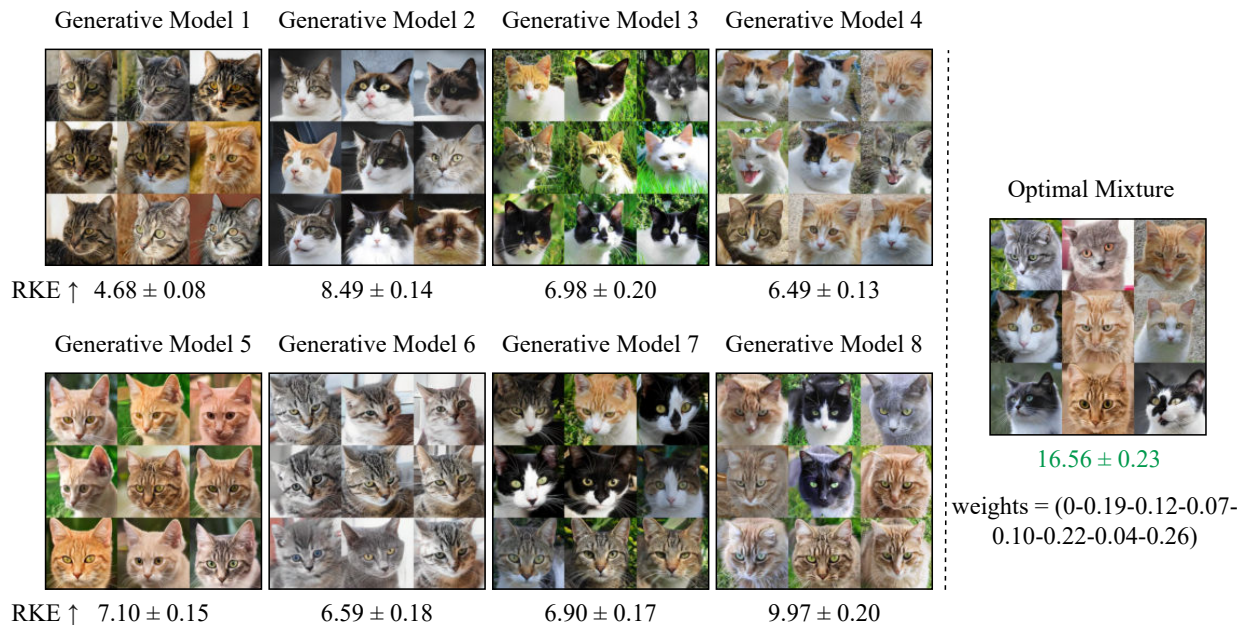 Generative Model 1
Generative Model 2
Generative Model 3
Generative Model 4
RKE ↑ 4.68 ± 0.08
8.49 ± 0.14
6.98 ± 0.20
6.49 ± 0.13
Generative Model 5
Generative Model 6
Generative Model 7
Generative Model 8
RKE ↑ 7.10 ± 0.15
6.59 ± 0.18
6.90 ± 0.17
9.97 ± 0.20
Optimal Mixture
16.56 ± 0.23
weights = (0-0.19-0.12-0.07-
0.10-0.22-0.04-0.26)